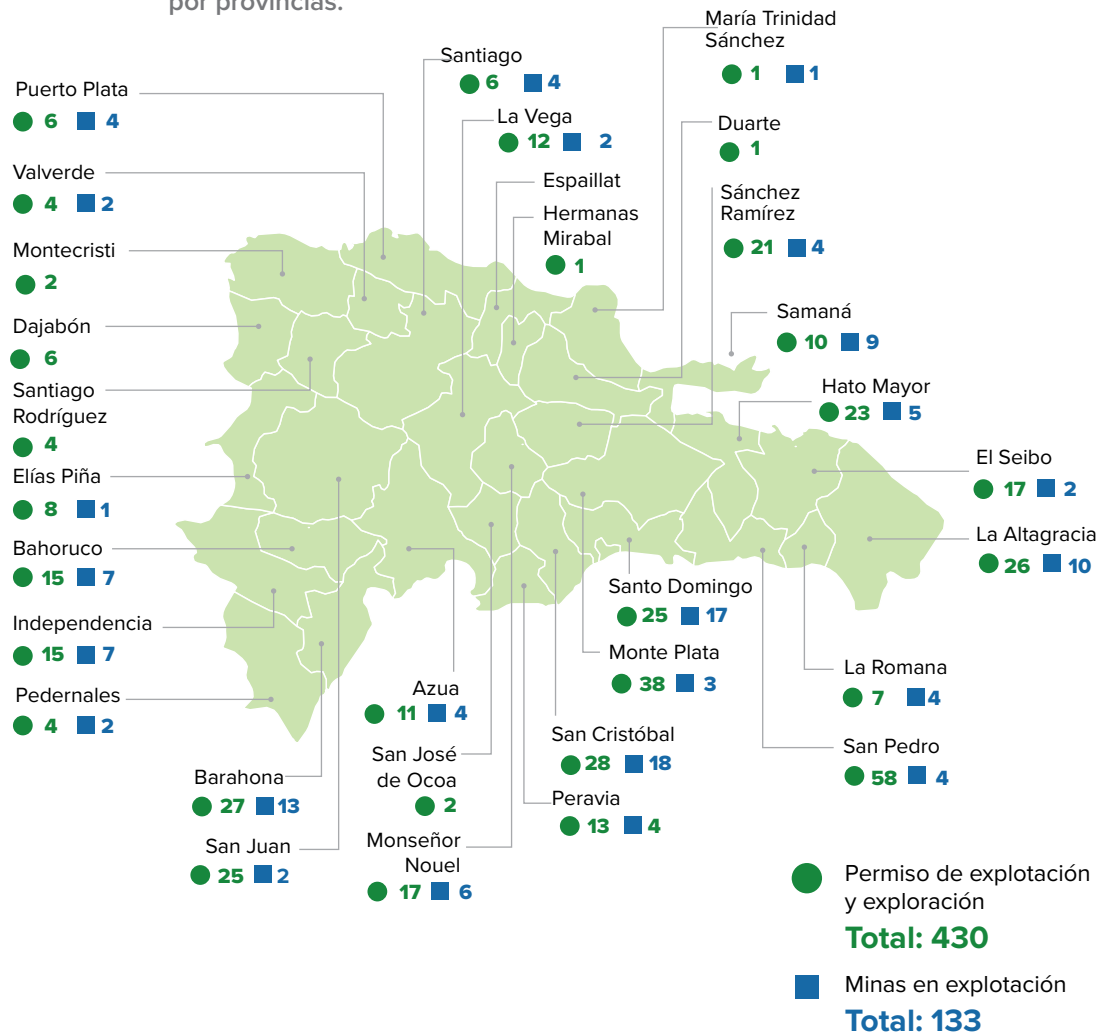 por provincias.
María Trinidad
Sánchez
1 1
Santiago
6 4
Puerto Plata
6 4
La Vega
12 2
Duarte
1
Valverde
4 2
Espaillat
Sánchez
Ramírez
21 4
Hermanas
Mirabal
1
Montecristi
2
Samaná
10 9
Dajabón
6
Hato Mayor
23 5
Santiago
Rodríguez
4
El Seibo
17 2
Elías Piña
8 1
La Altagracia
26 10
Bahoruco
15 7
Santo Domingo
25 17
Independencia
15 7
Monte Plata
38 3
La Romana
7 4
Pedernales
4 2
Azua
11 4
San Cristóbal
28 18
San Pedro
58 4
San José
de Ocoa
2
Barahona
27 13
Peravia
13 4
San Juan
25 2
Monseñor
Nouel
17 6
Permiso de explotación
y exploración
Total: 430
Minas en explotación
Total: 133